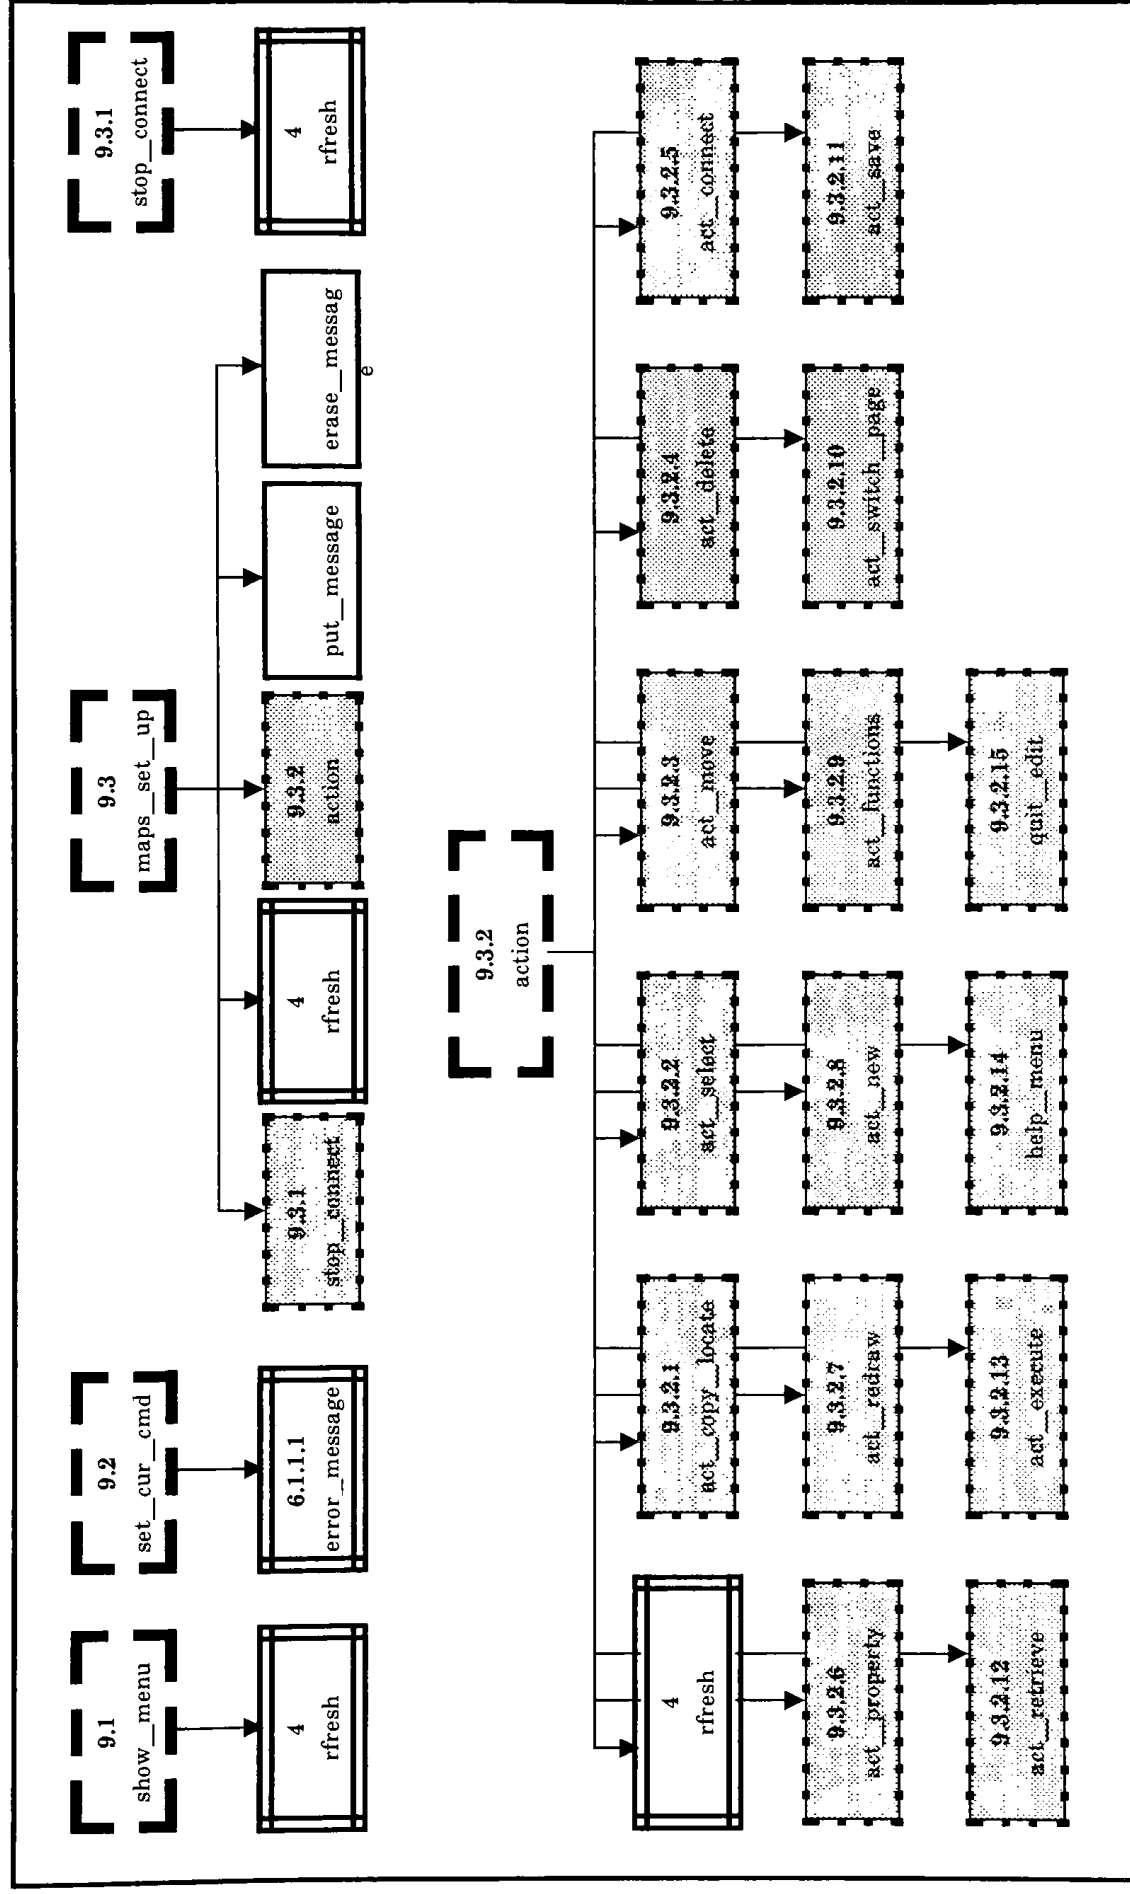 9.1
show__menu
4
rfresh
9.2
set__cur__cmd
6.1.1.1
error__message
9.3
maps__set__up
9.3.1
stop__connect
4
rfresh
9.3.2
action
put__message
erase__messag
e
9.3.1
stop__connect
4
rfresh
9.3.2
action
4
rfresh
9.3.2.1
act__copy__locate
9.3.2.2
act__select
9.3.2.3
act__move
9.3.2.4
act__delete
9.3.2.5
act__connect
9.3.2.6
act__property
9.3.2.7
act__redraw
9.3.2.8
act__new
9.3.2.9
act__functions
9.3.2.10
act__switch__page
9.3.2.11
act__save
9.3.2.12
act__retrieve
9.3.2.13
act__execute
9.3.2.14
help__menu
9.3.2.15
quit__edit